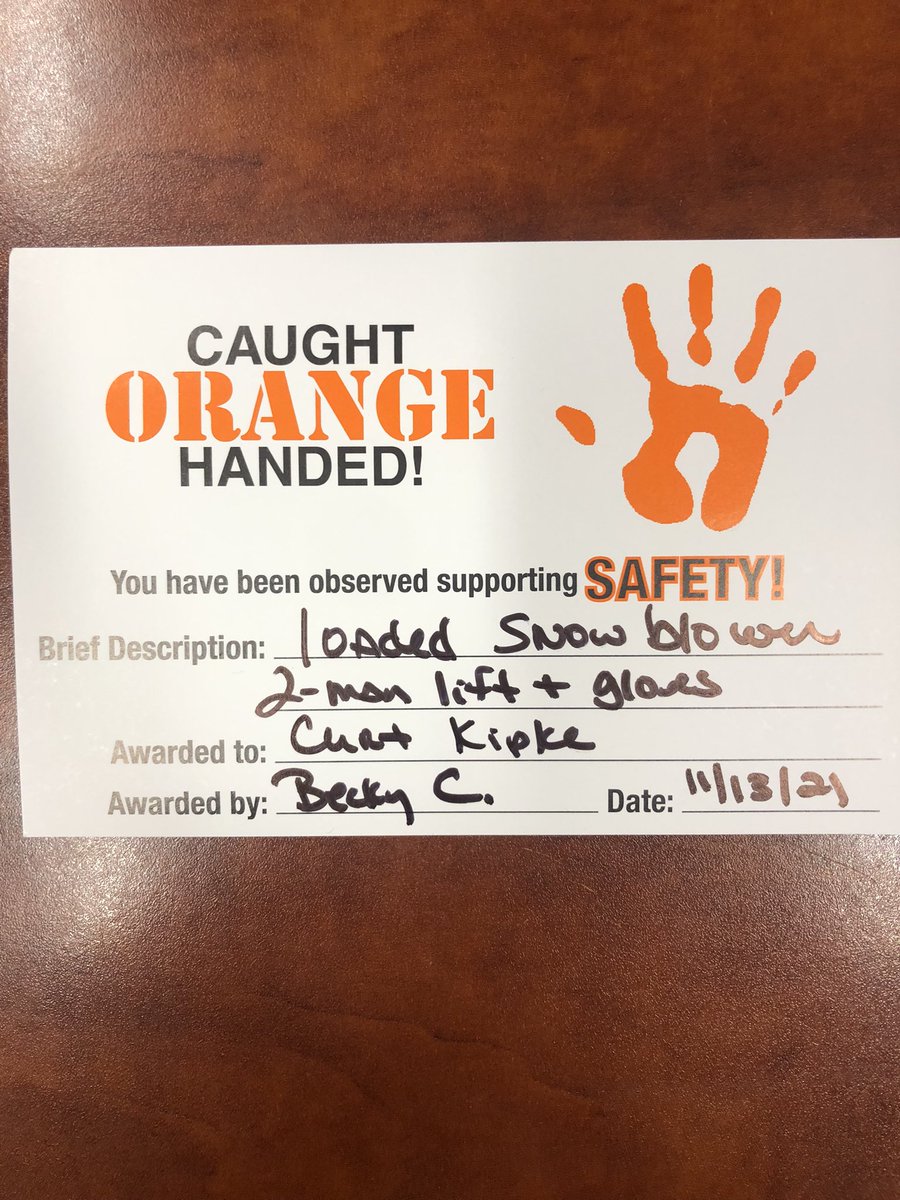 CAUGHT
ORANGE
HANDED!
You have been observed supporting SAFETY!
Brief Description: loaded Snow blower
2-man lift + gloves
Awarded to: Curt Kipke
Awarded by: Becky C. Date: 11/13/21